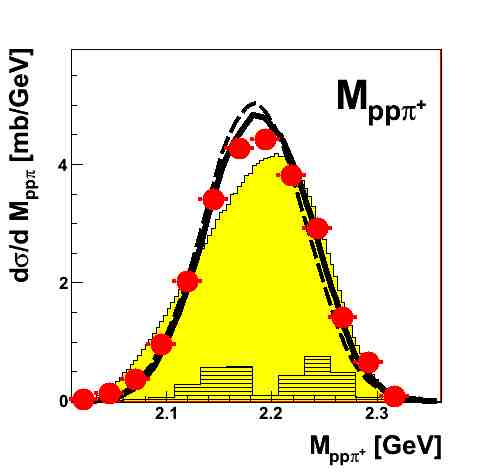 M_ppπ⁺
dσ/d M_ppπ [mb/GeV]
4
2
0
2.1 2.2 2.3
M_ppπ⁺ [GeV]